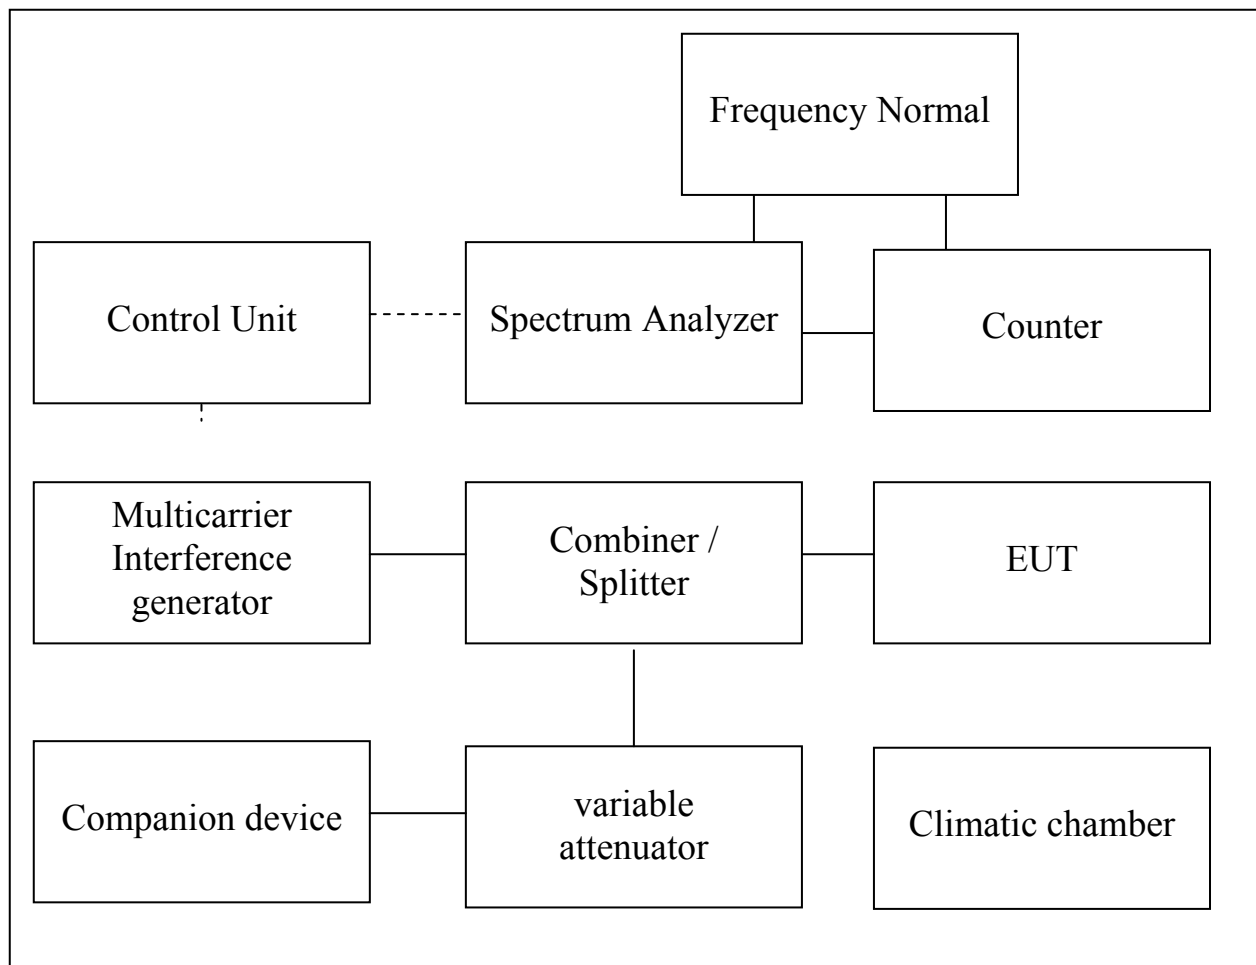 Frequency Normal
Control Unit
Spectrum Analyzer
Counter
Multicarrier
Interference
generator
Combiner /
Splitter
EUT
Companion device
variable
attenuator
Climatic chamber